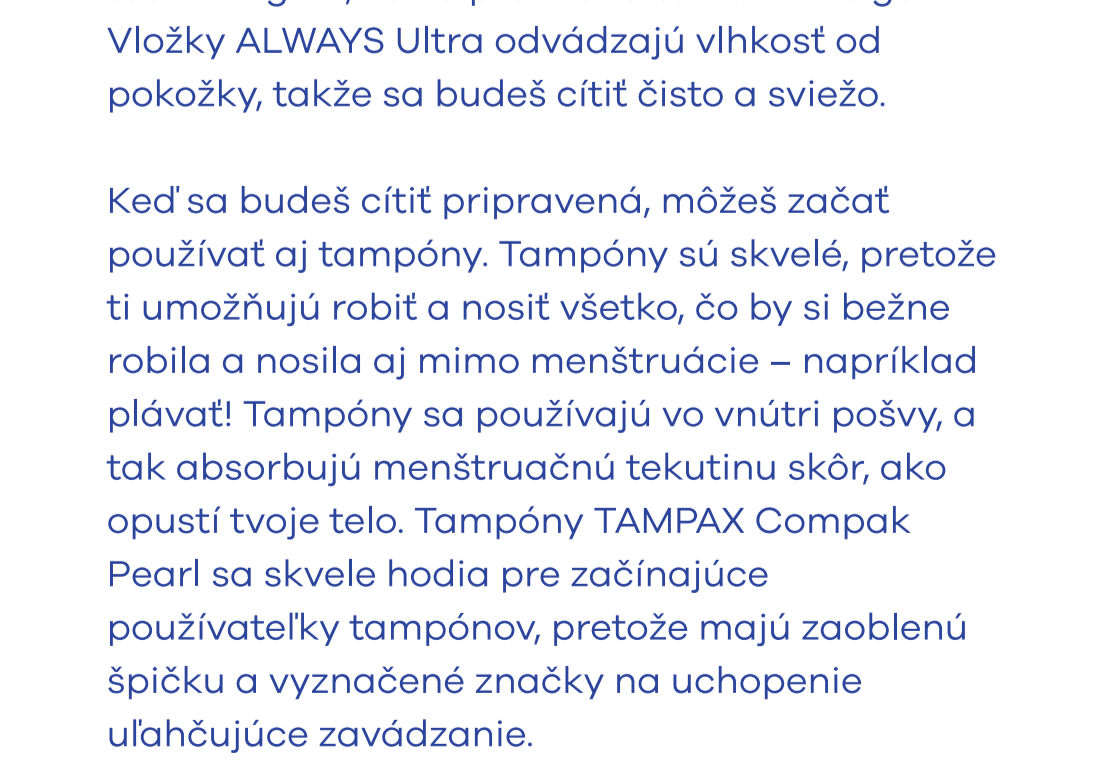 Vložky ALWAYS Ultra odvádzajú vlhkosť od
pokožky, takže sa budeš cítiť čisto a sviežo.
Keď sa budeš cítiť pripravená, môžeš začať
používať aj tampóny. Tampóny sú skvelé, pretože
ti umožňujú robiť a nosiť všetko, čo by si bežne
robila a nosila aj mimo menštruácie – napríklad
plávať! Tampóny sa používajú vo vnútri pošvy, a
tak absorbujú menštruačnú tekutinu skôr, ako
opustí tvoje telo. Tampóny TAMPAX Compak
Pearl sa skvele hodia pre začínajúce
používateľky tampónov, pretože majú zaoblenú
špičku a vyznačené značky na uchopenie
uľahčujúce zavádzanie.